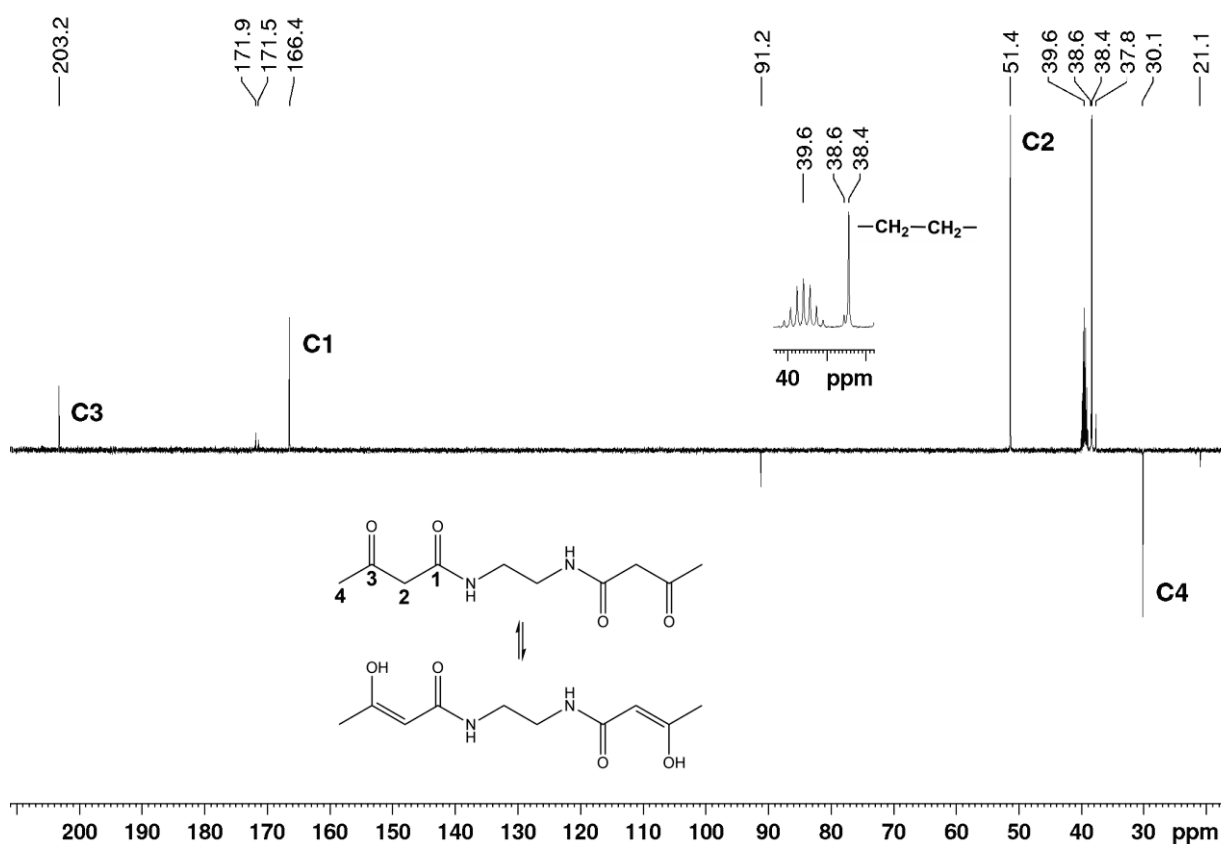 203.2
171.9
171.5
166.4
91.2
51.4
39.6
38.6
38.4
37.8
30.1
21.1
39.6
38.6
38.4
C2
—CH2—CH2—
C1
40 ppm
C3
O O
H
N
4 3 2 1
N
H
O O
C4
OH O
H
N
N
H
O OH
200 190 180 170 160 150 140 130 120 110 100 90 80 70 60 50 40 30 ppm